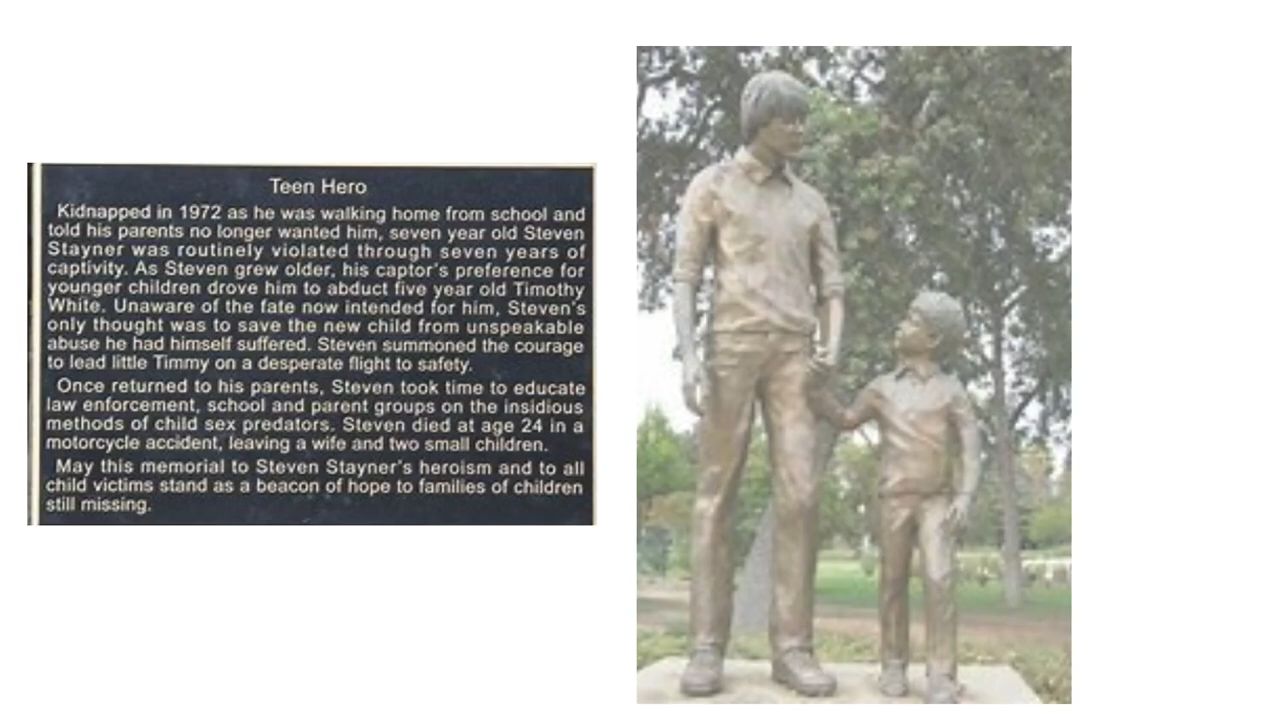 Teen Hero
Kidnapped in 1972 as he was walking home from school and
told his parents no longer wanted him, seven year old Steven
Stayner was routinely violated through seven years of
captivity. As Steven grew older, his captor's preference for
younger children drove him to abduct five year old Timothy
White. Unaware of the fate now intended for him, Steven's
only thought was to save the new child from unspeakable
abuse he had himself suffered. Steven summoned the courage
to lead little Timmy on a desperate flight to safety.
Once returned to his parents, Steven took time to educate
law enforcement, school and parent groups on the insidious
methods of child sex predators. Steven died at age 24 in a
motorcycle accident, leaving a wife and two small children.
May this memorial to Steven Stayner's heroism and to all
child victims stand as a beacon of hope to families of children
still missing.